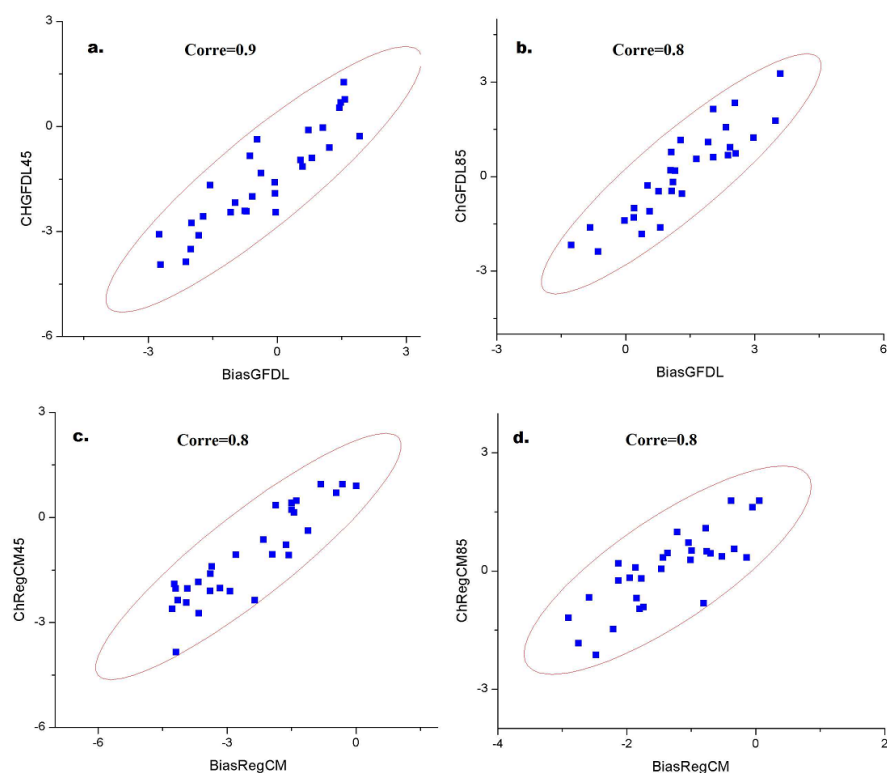 a.
Corre=0.9
3
0
-3
-6
CHGFDL45
-3
0
3
BiasGFDL
b.
Corre=0.8
3
0
-3
ChGFDL85
-3
0
3
6
BiasGFDL
c.
Corre=0.8
3
0
-3
-6
ChRegCM45
-6
-3
0
BiasRegCM
d.
Corre=0.8
3
0
-3
ChRegCM85
-4
-2
0
2
BiasRegCM